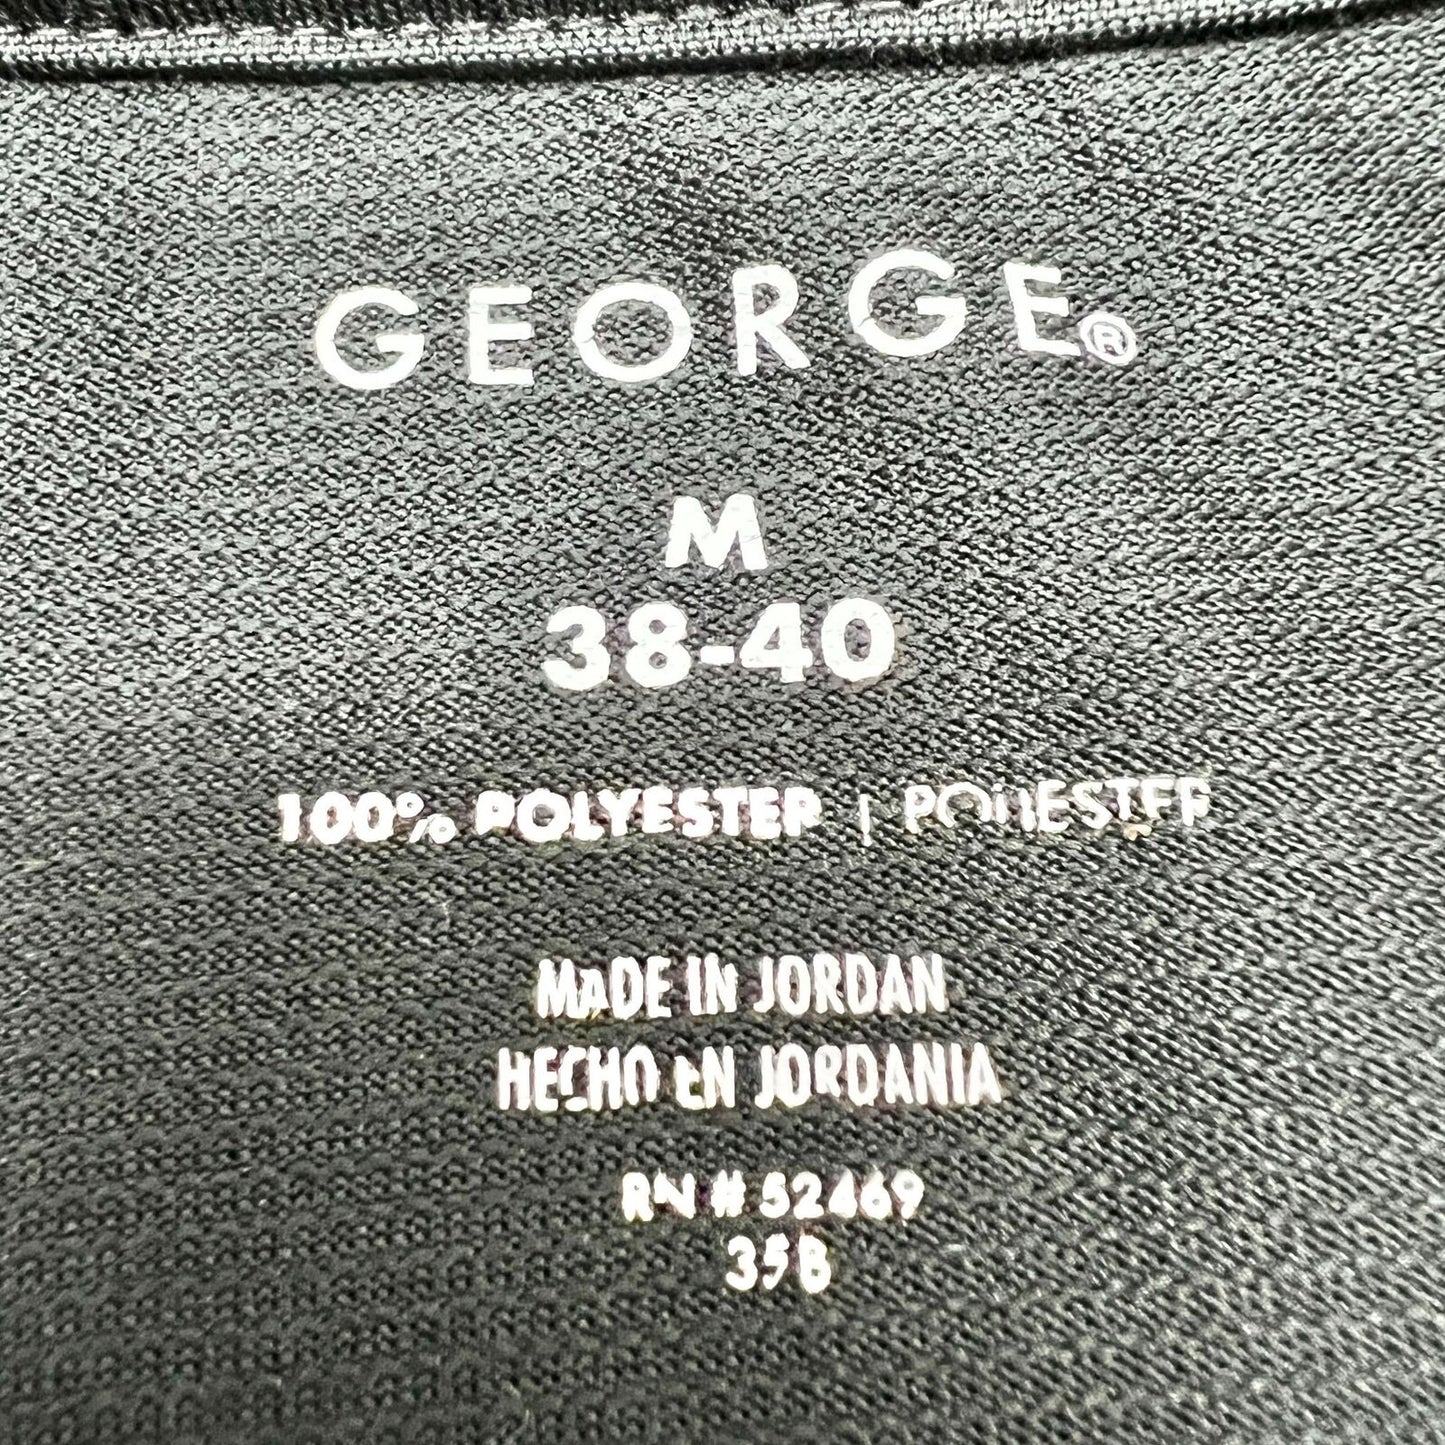 GEORGE®
M
38-40
100% POLYESTER | POLIESTER
MADE IN JORDAN
HECHO EN JORDANIA
RN # 52469
35B